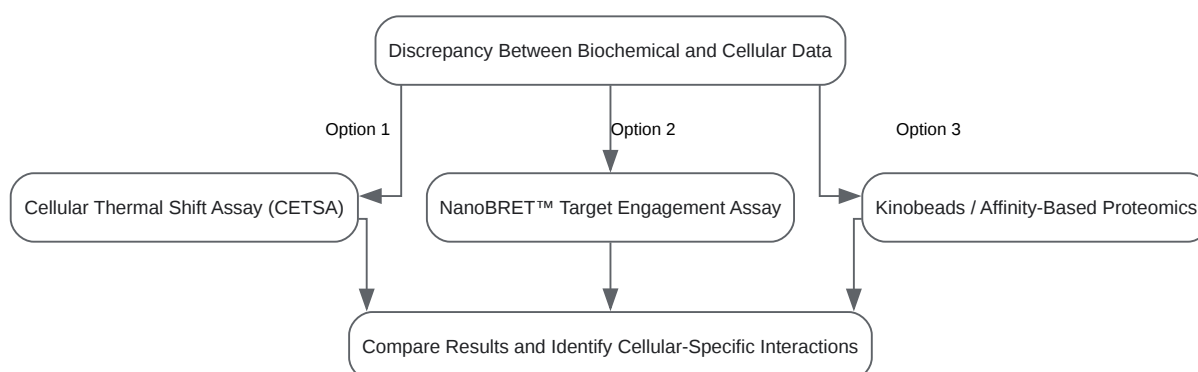 Discrepancy Between Biochemical and Cellular Data
Option 1
Option 2
Option 3
Cellular Thermal Shift Assay (CETSA)
NanoBRET™ Target Engagement Assay
Kinobeads / Affinity-Based Proteomics
Compare Results and Identify Cellular-Specific Interactions